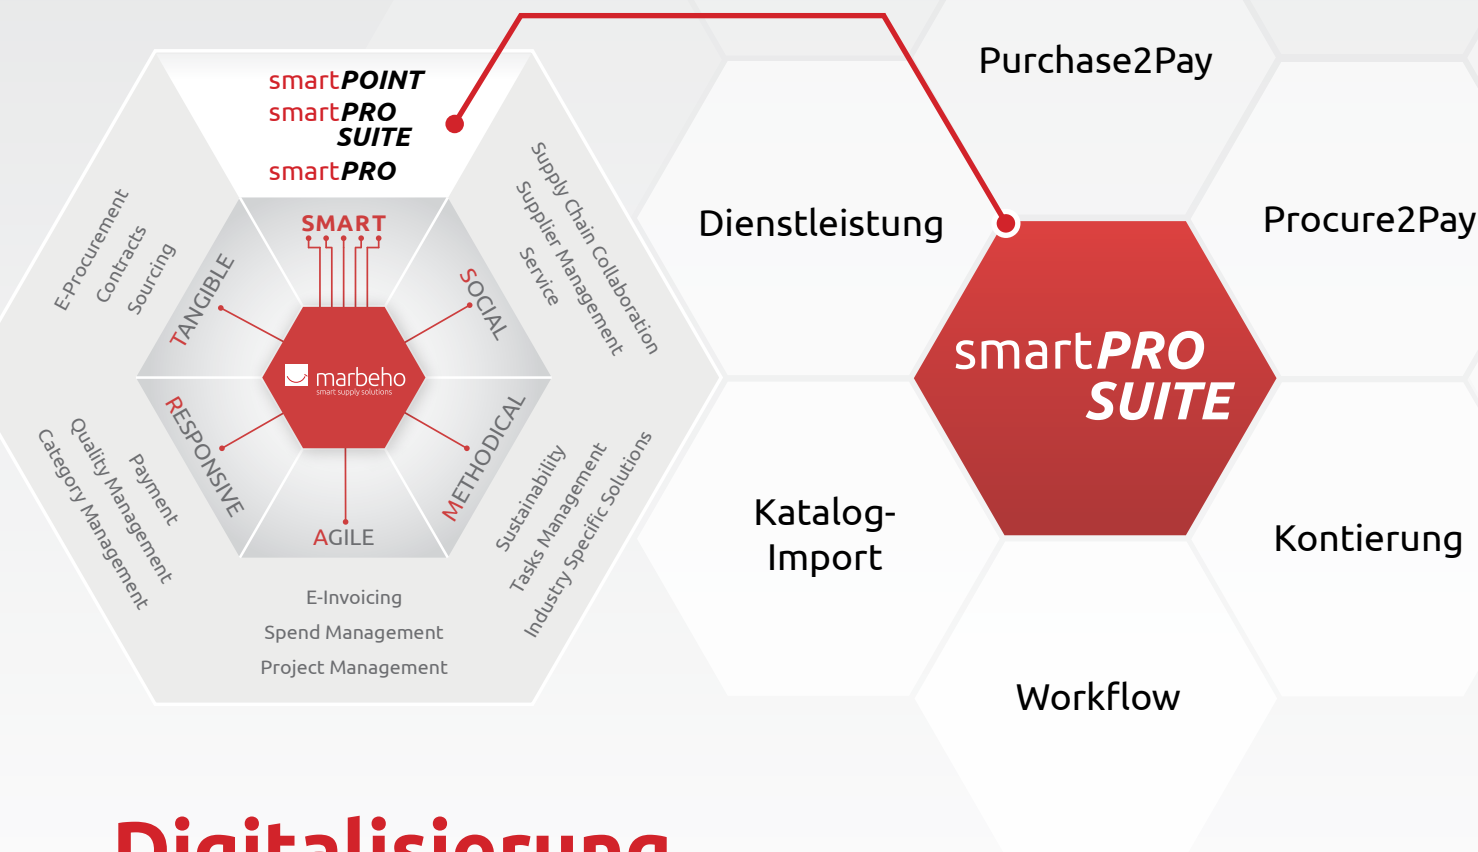 smartPOINT
smartPRO
SUITE
smartPRO
SMART
TANGIBLE
SOCIAL
RESPONSIVE
METHODICAL
AGILE
marbeho
smart supply solutions
E-Procurement
Contracts
Sourcing
Supply Chain Collaboration
Supplier Management
Service
Payment
Quality Management
Category Management
Sustainability
Tasks Management
Industry Specific Solutions
E-Invoicing
Spend Management
Project Management
Purchase2Pay
Dienstleistung
Procure2Pay
smartPRO
SUITE
Katalog-
Import
Kontierung
Workflow
Digitalisierung